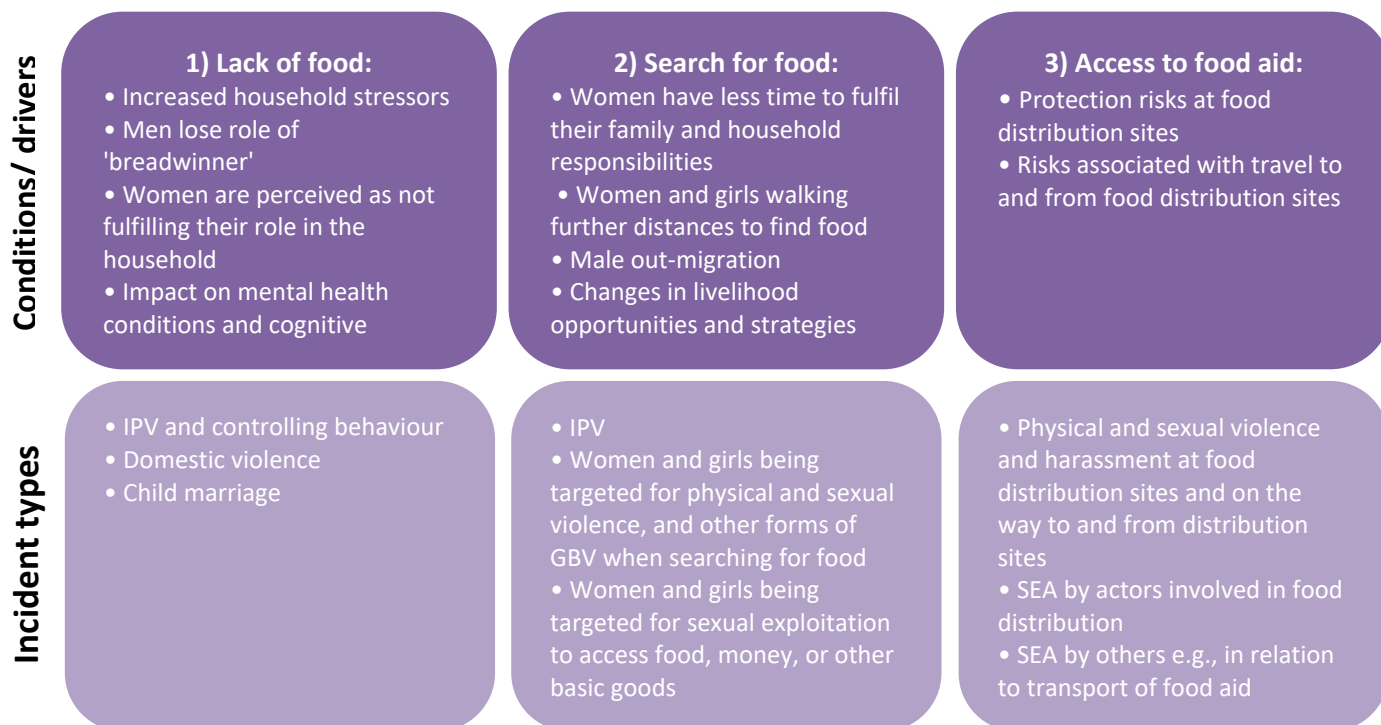 Conditions/ drivers
1) Lack of food:
• Increased household stressors
• Men lose role of
'breadwinner'
• Women are perceived as not
fulfilling their role in the
household
• Impact on mental health
conditions and cognitive
2) Search for food:
• Women have less time to fulfil
their family and household
responsibilities
• Women and girls walking
further distances to find food
• Male out-migration
• Changes in livelihood
opportunities and strategies
3) Access to food aid:
• Protection risks at food
distribution sites
• Risks associated with travel to
and from food distribution sites
Incident types
• IPV and controlling behaviour
• Domestic violence
• Child marriage
• IPV
• Women and girls being
targeted for physical and sexual
violence, and other forms of
GBV when searching for food
• Women and girls being
targeted for sexual exploitation
to access food, money, or other
basic goods
• Physical and sexual violence
and harassment at food
distribution sites and on the
way to and from distribution
sites
• SEA by actors involved in food
distribution
• SEA by others e.g., in relation
to transport of food aid